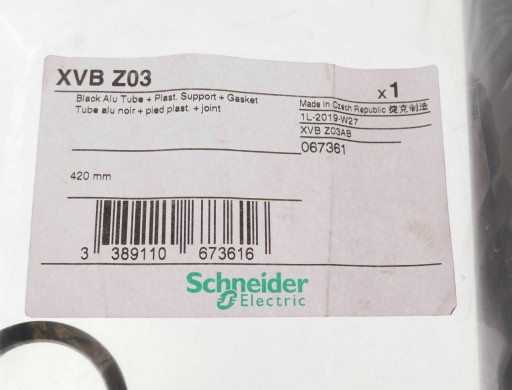 XVB Z03
x1
Black Alu Tube + Plast. Support + Gasket
Tube alu noir + pied plast. + joint
Made in Czech Republic 捷克制造
1L-2019-W27
XVB Z03AB
067361
420 mm
3 389110 673616
Schneider
Electric